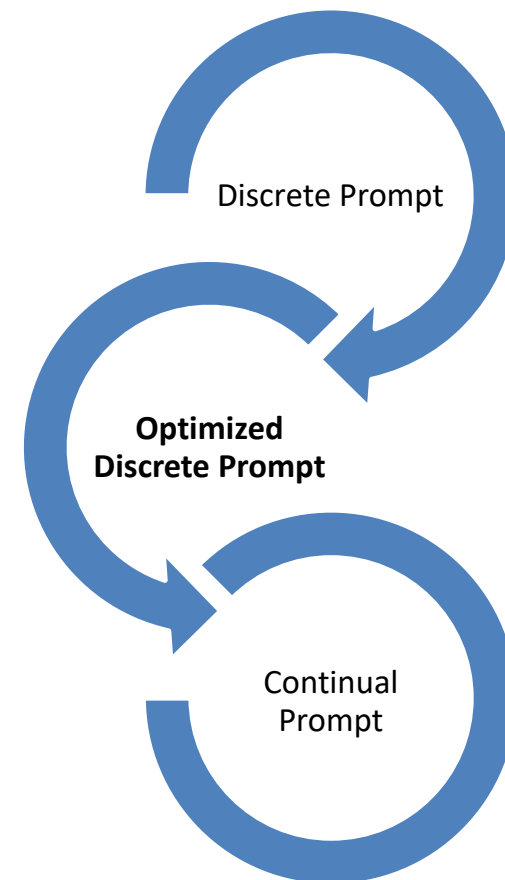 Discrete Prompt
Optimized
Discrete Prompt
Continual
Prompt